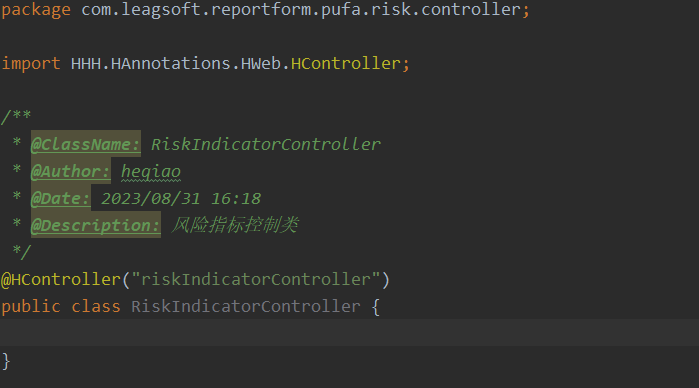 package com.leagsoft.reportform.pufa.risk.controller;
import HHH.HAnnotations.HWeb.HController;
/**
* @ClassName: RiskIndicatorController
* @Author: heqiao
* @Date: 2023/08/31 16:18
* @Description: 风险指标控制类
*/
@HController("riskIndicatorController")
public class RiskIndicatorController {
}